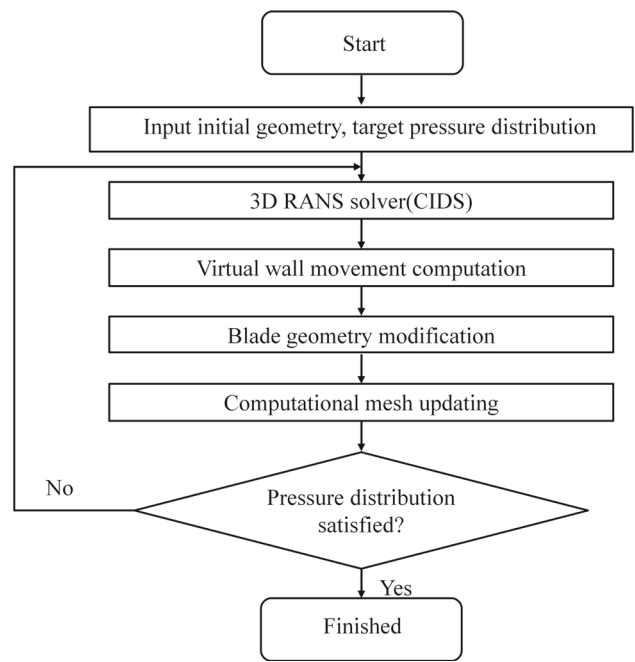 Start
Input initial geometry, target pressure distribution
3D RANS solver(CIDS)
Virtual wall movement computation
Blade geometry modification
Computational mesh updating
No
Pressure distribution
satisfied?
Yes
Finished